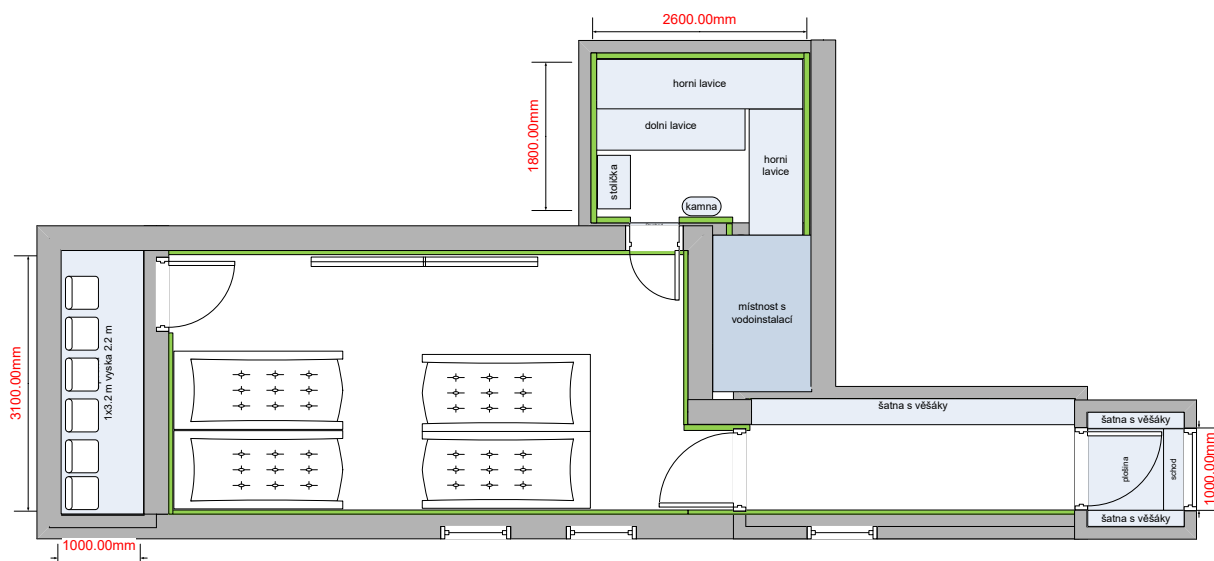 2600.00mm
horni lavice
dolni lavice
1800.00mm
horni
lavice
stolička
kamna
místnost s
vodoinstalací
3100.00mm
1x3.2 m vyska 2.2 m
šatna s věšáky
šatna s věšáky
plošina
schod
1000.00mm
šatna s věšáky
1000.00mm